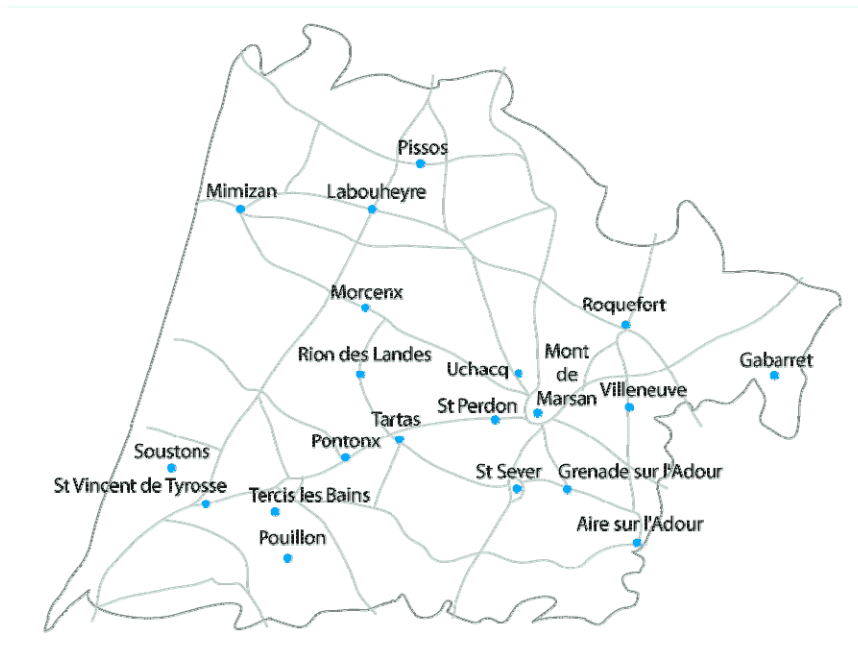 Pissos
Mimizan
Labouheyre
Morcenx
Roquefort
Rion des Landes
Uchacq
Mont
de
Marsan
Gabarret
Villeneuve
St Perdon
Tartas
Pontonx
Soustons
St Sever
Grenade sur l'Adour
St Vincent de Tyrosse
Tercis les Bains
Aire sur l'Adour
Pouillon